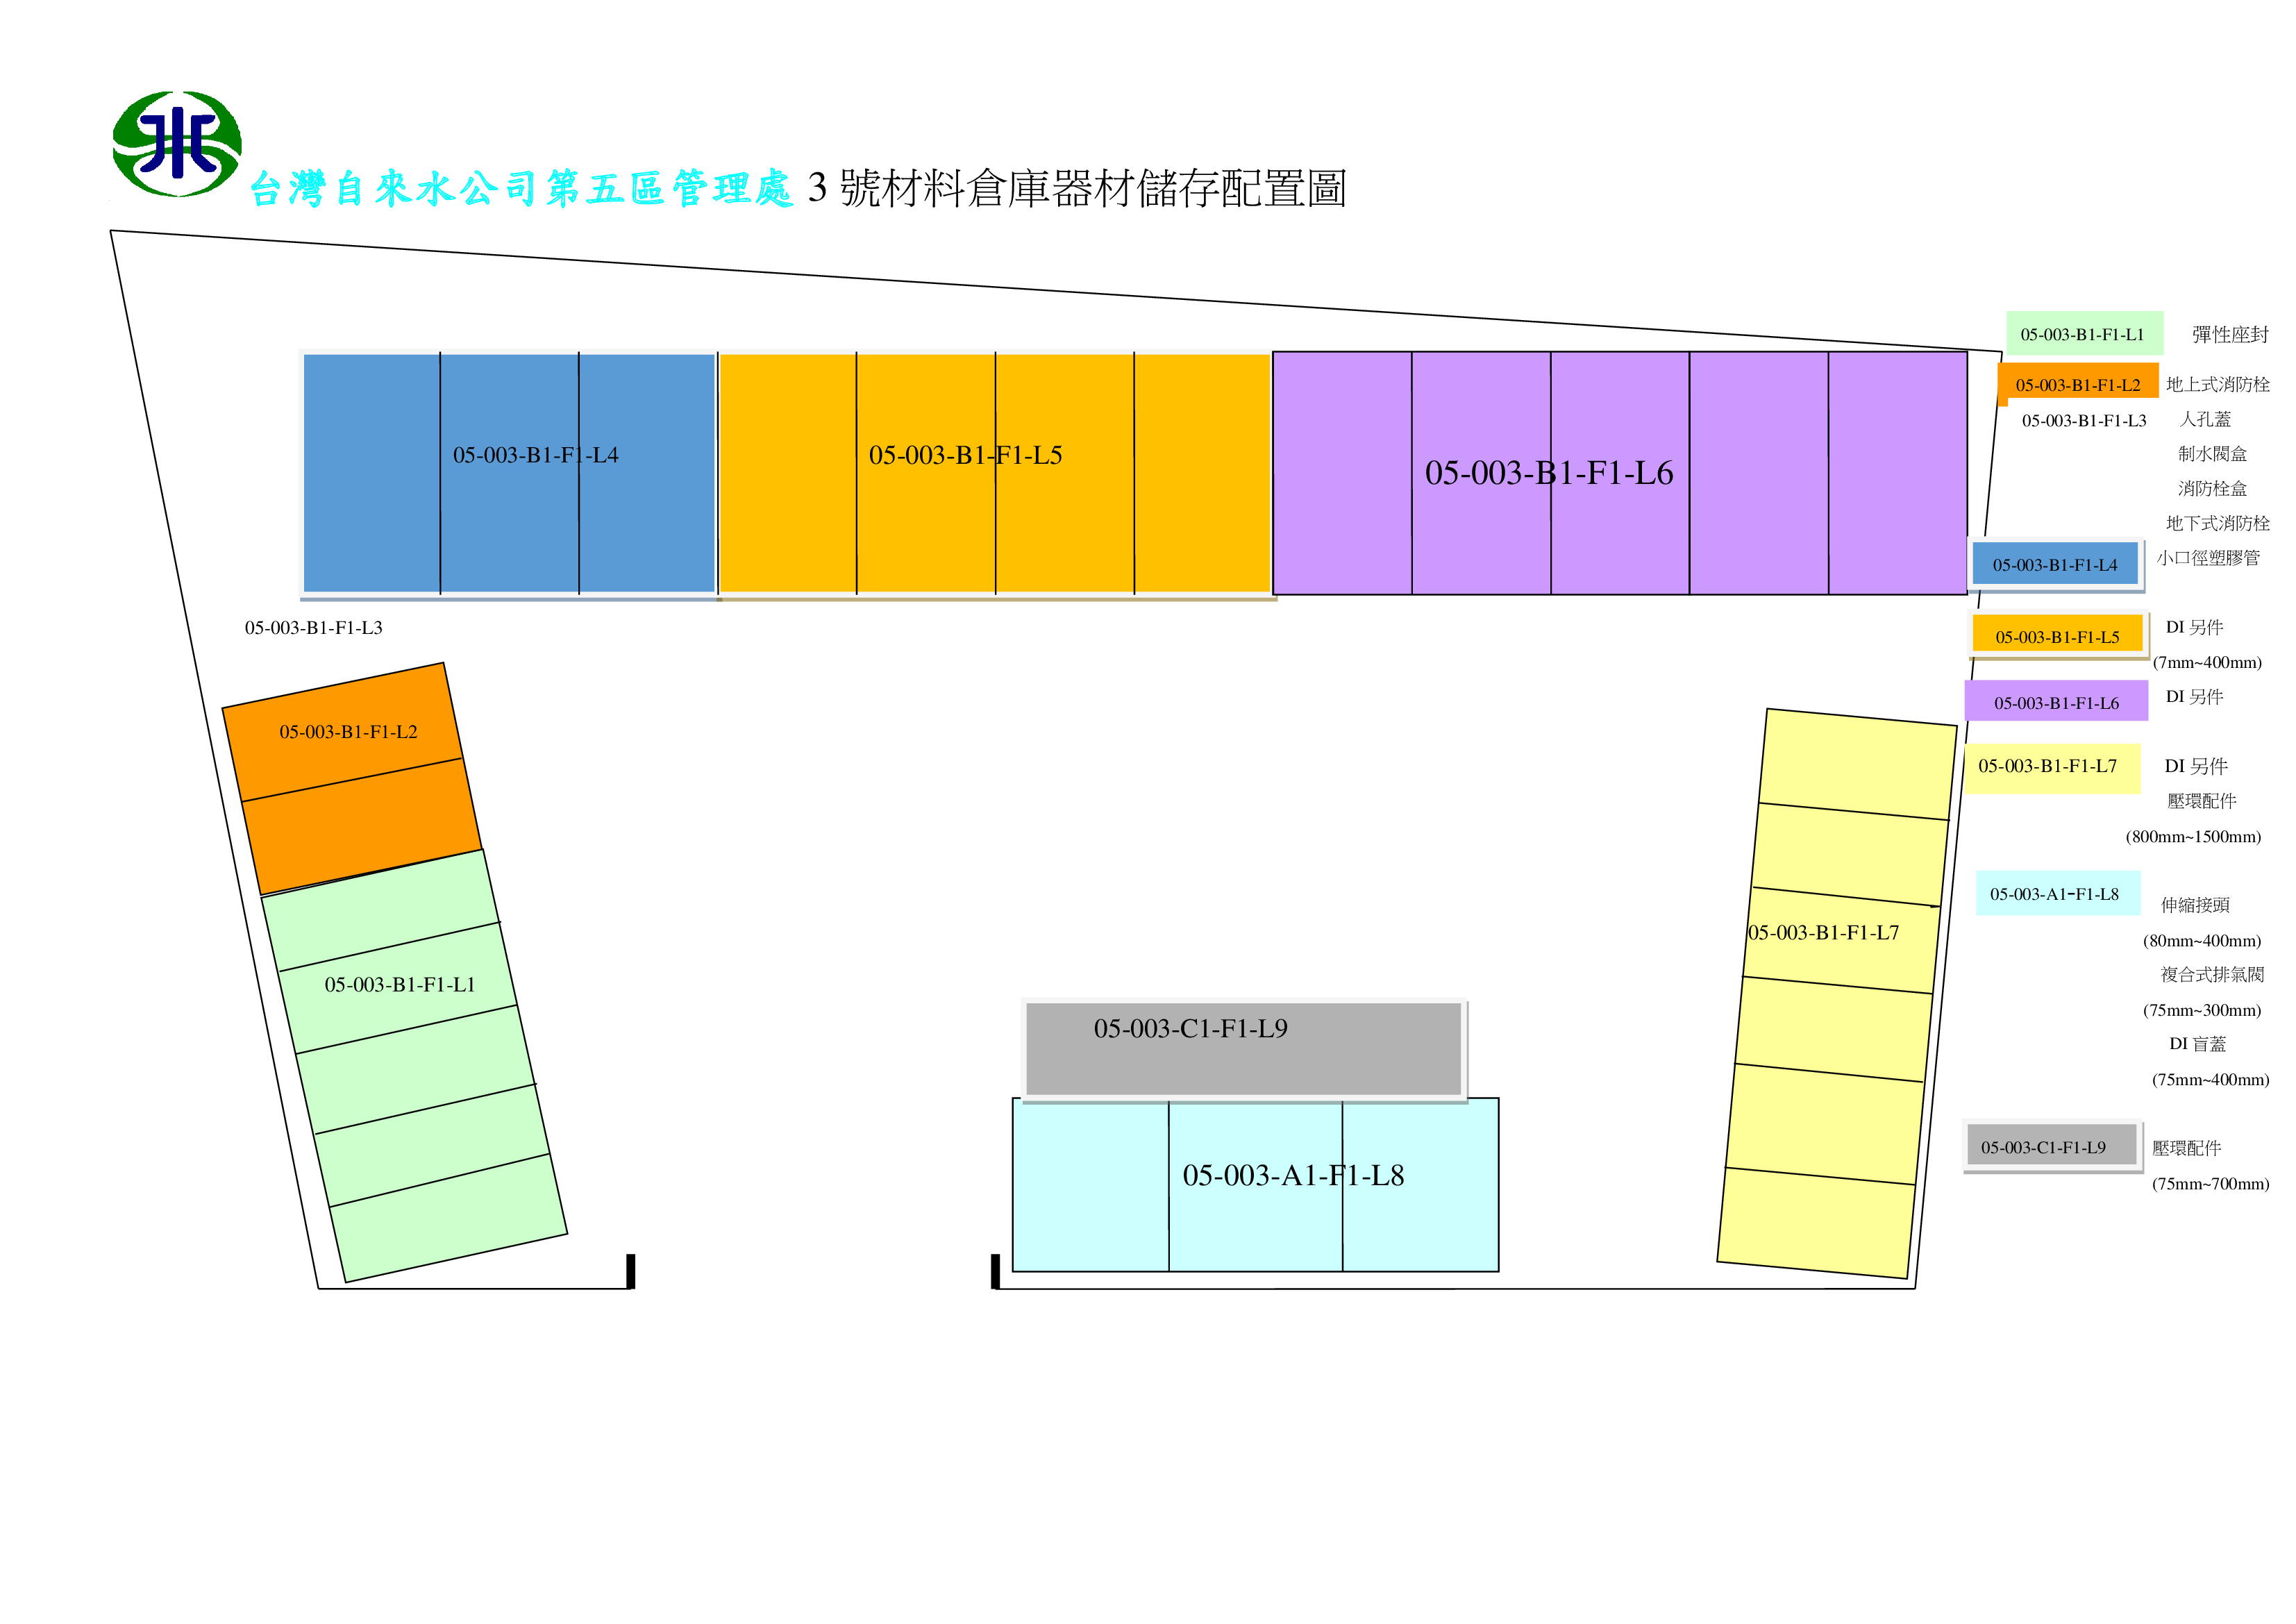 台灣自來水公司第五區管理處 3 號材料倉庫器材儲存配置圖
05-003-B1-F1-L4
05-003-B1-F1-L5
05-003-B1-F1-L6
05-003-B1-F1-L3
05-003-B1-F1-L2
05-003-B1-F1-L1
05-003-B1-F1-L7
05-003-C1-F1-L9
05-003-A1-F1-L8
05-003-B1-F1-L1 彈性座封
05-003-B1-F1-L2 地上式消防栓
05-003-B1-F1-L3 人孔蓋
制水閥盒
消防栓盒
地下式消防栓
05-003-B1-F1-L4 小口徑塑膠管
05-003-B1-F1-L5 DI 另件
(7mm~400mm)
05-003-B1-F1-L6 DI 另件
05-003-B1-F1-L7 DI 另件
壓環配件
(800mm~1500mm)
05-003-A1-F1-L8 伸縮接頭
(80mm~400mm)
複合式排氣閥
(75mm~300mm)
DI 盲蓋
(75mm~400mm)
05-003-C1-F1-L9 壓環配件
(75mm~700mm)